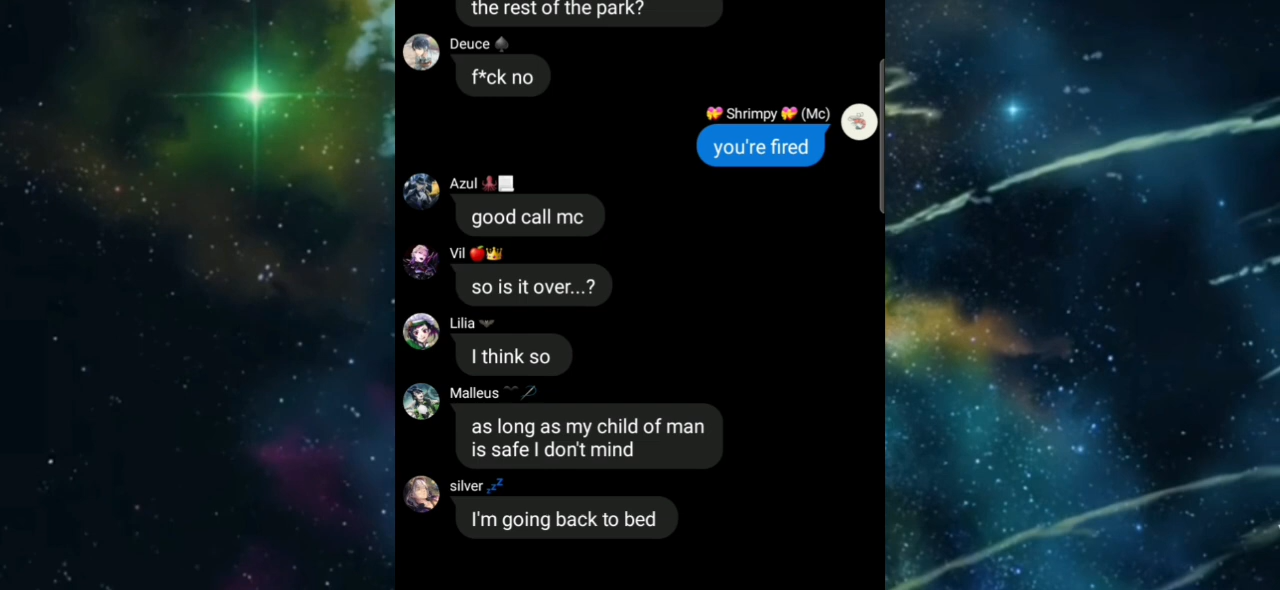 the rest of the park?
Deuce ♠️
f*ck no
💝 Shrimpy 💝 (Mc)
you're fired
Azul 🐙📃
good call mc
Vil 🍎👑
so is it over...?
Lilia 🦇
I think so
Malleus 🐉🗡️
as long as my child of man
is safe I don't mind
silver 💤
I'm going back to bed